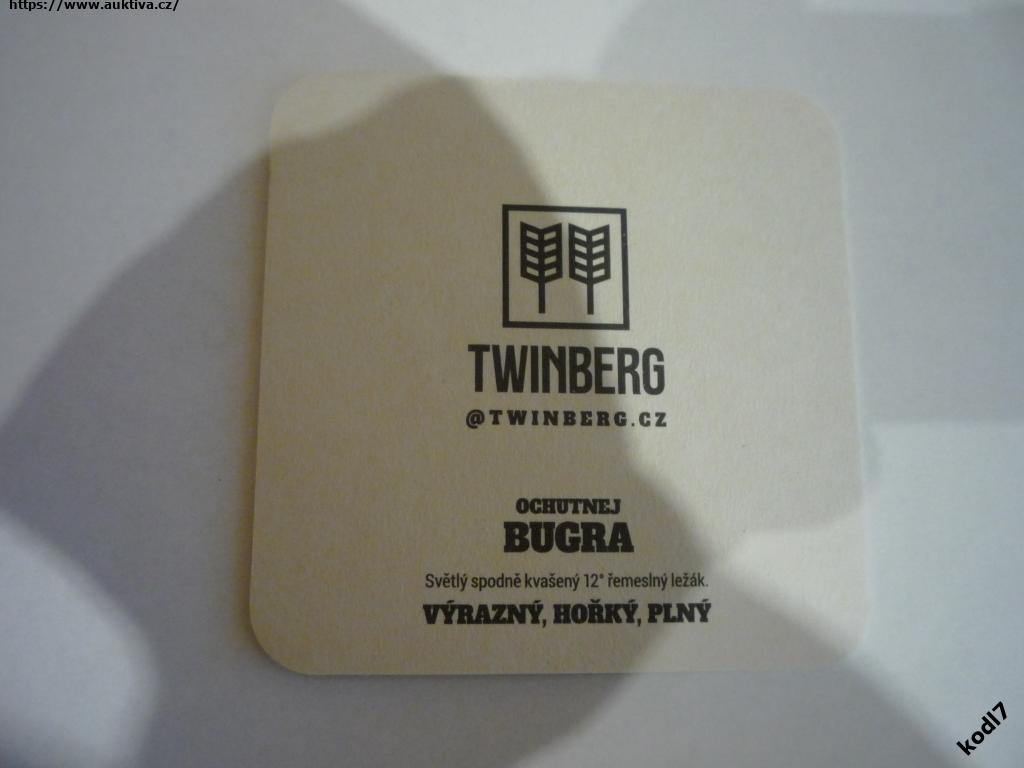 https://www.auktiva.cz/
TWINBERG
@TWINBERG.CZ
OCHUTNEJ
BUGRA
Světlý spodně kvašený 12° řemeslný ležák.
VÝRAZNÝ, HOŘKÝ, PLNÝ
kodl7